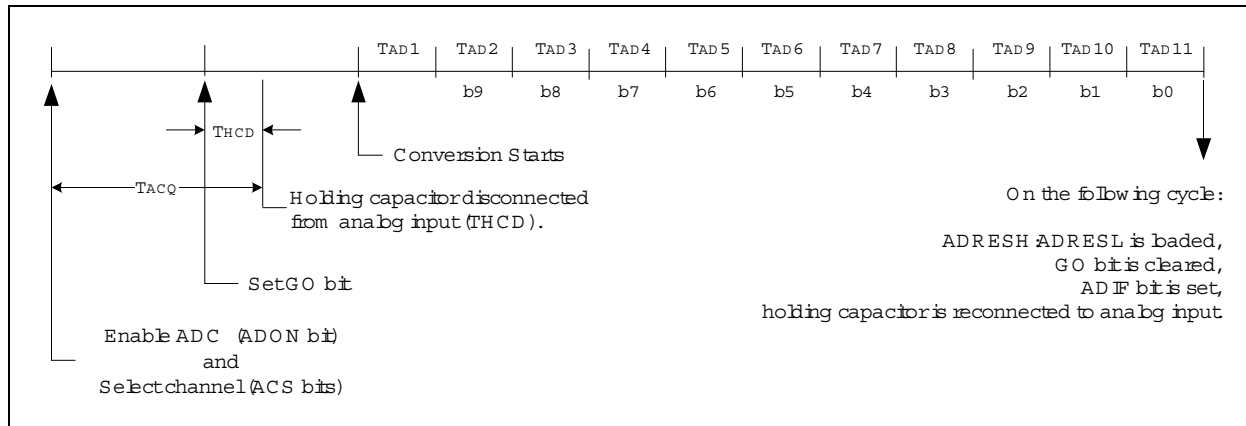 TAD1 TAD2 TAD3 TAD4 TAD5 TAD6 TAD7 TAD8 TAD9 TAD10 TAD11
b9 b8 b7 b6 b5 b4 b3 b2 b1 b0
THCD
Conversion Starts
TACQ
Holding capacitor disconnected
from analog input (THCD).
On the following cycle:
ADRESH:ADRESL is loaded,
GO bit is cleared,
ADIF bit is set,
holding capacitor is reconnected to analog input.
Set GO bit
Enable ADC (ADON bit)
and
Select channel (ACS bits)